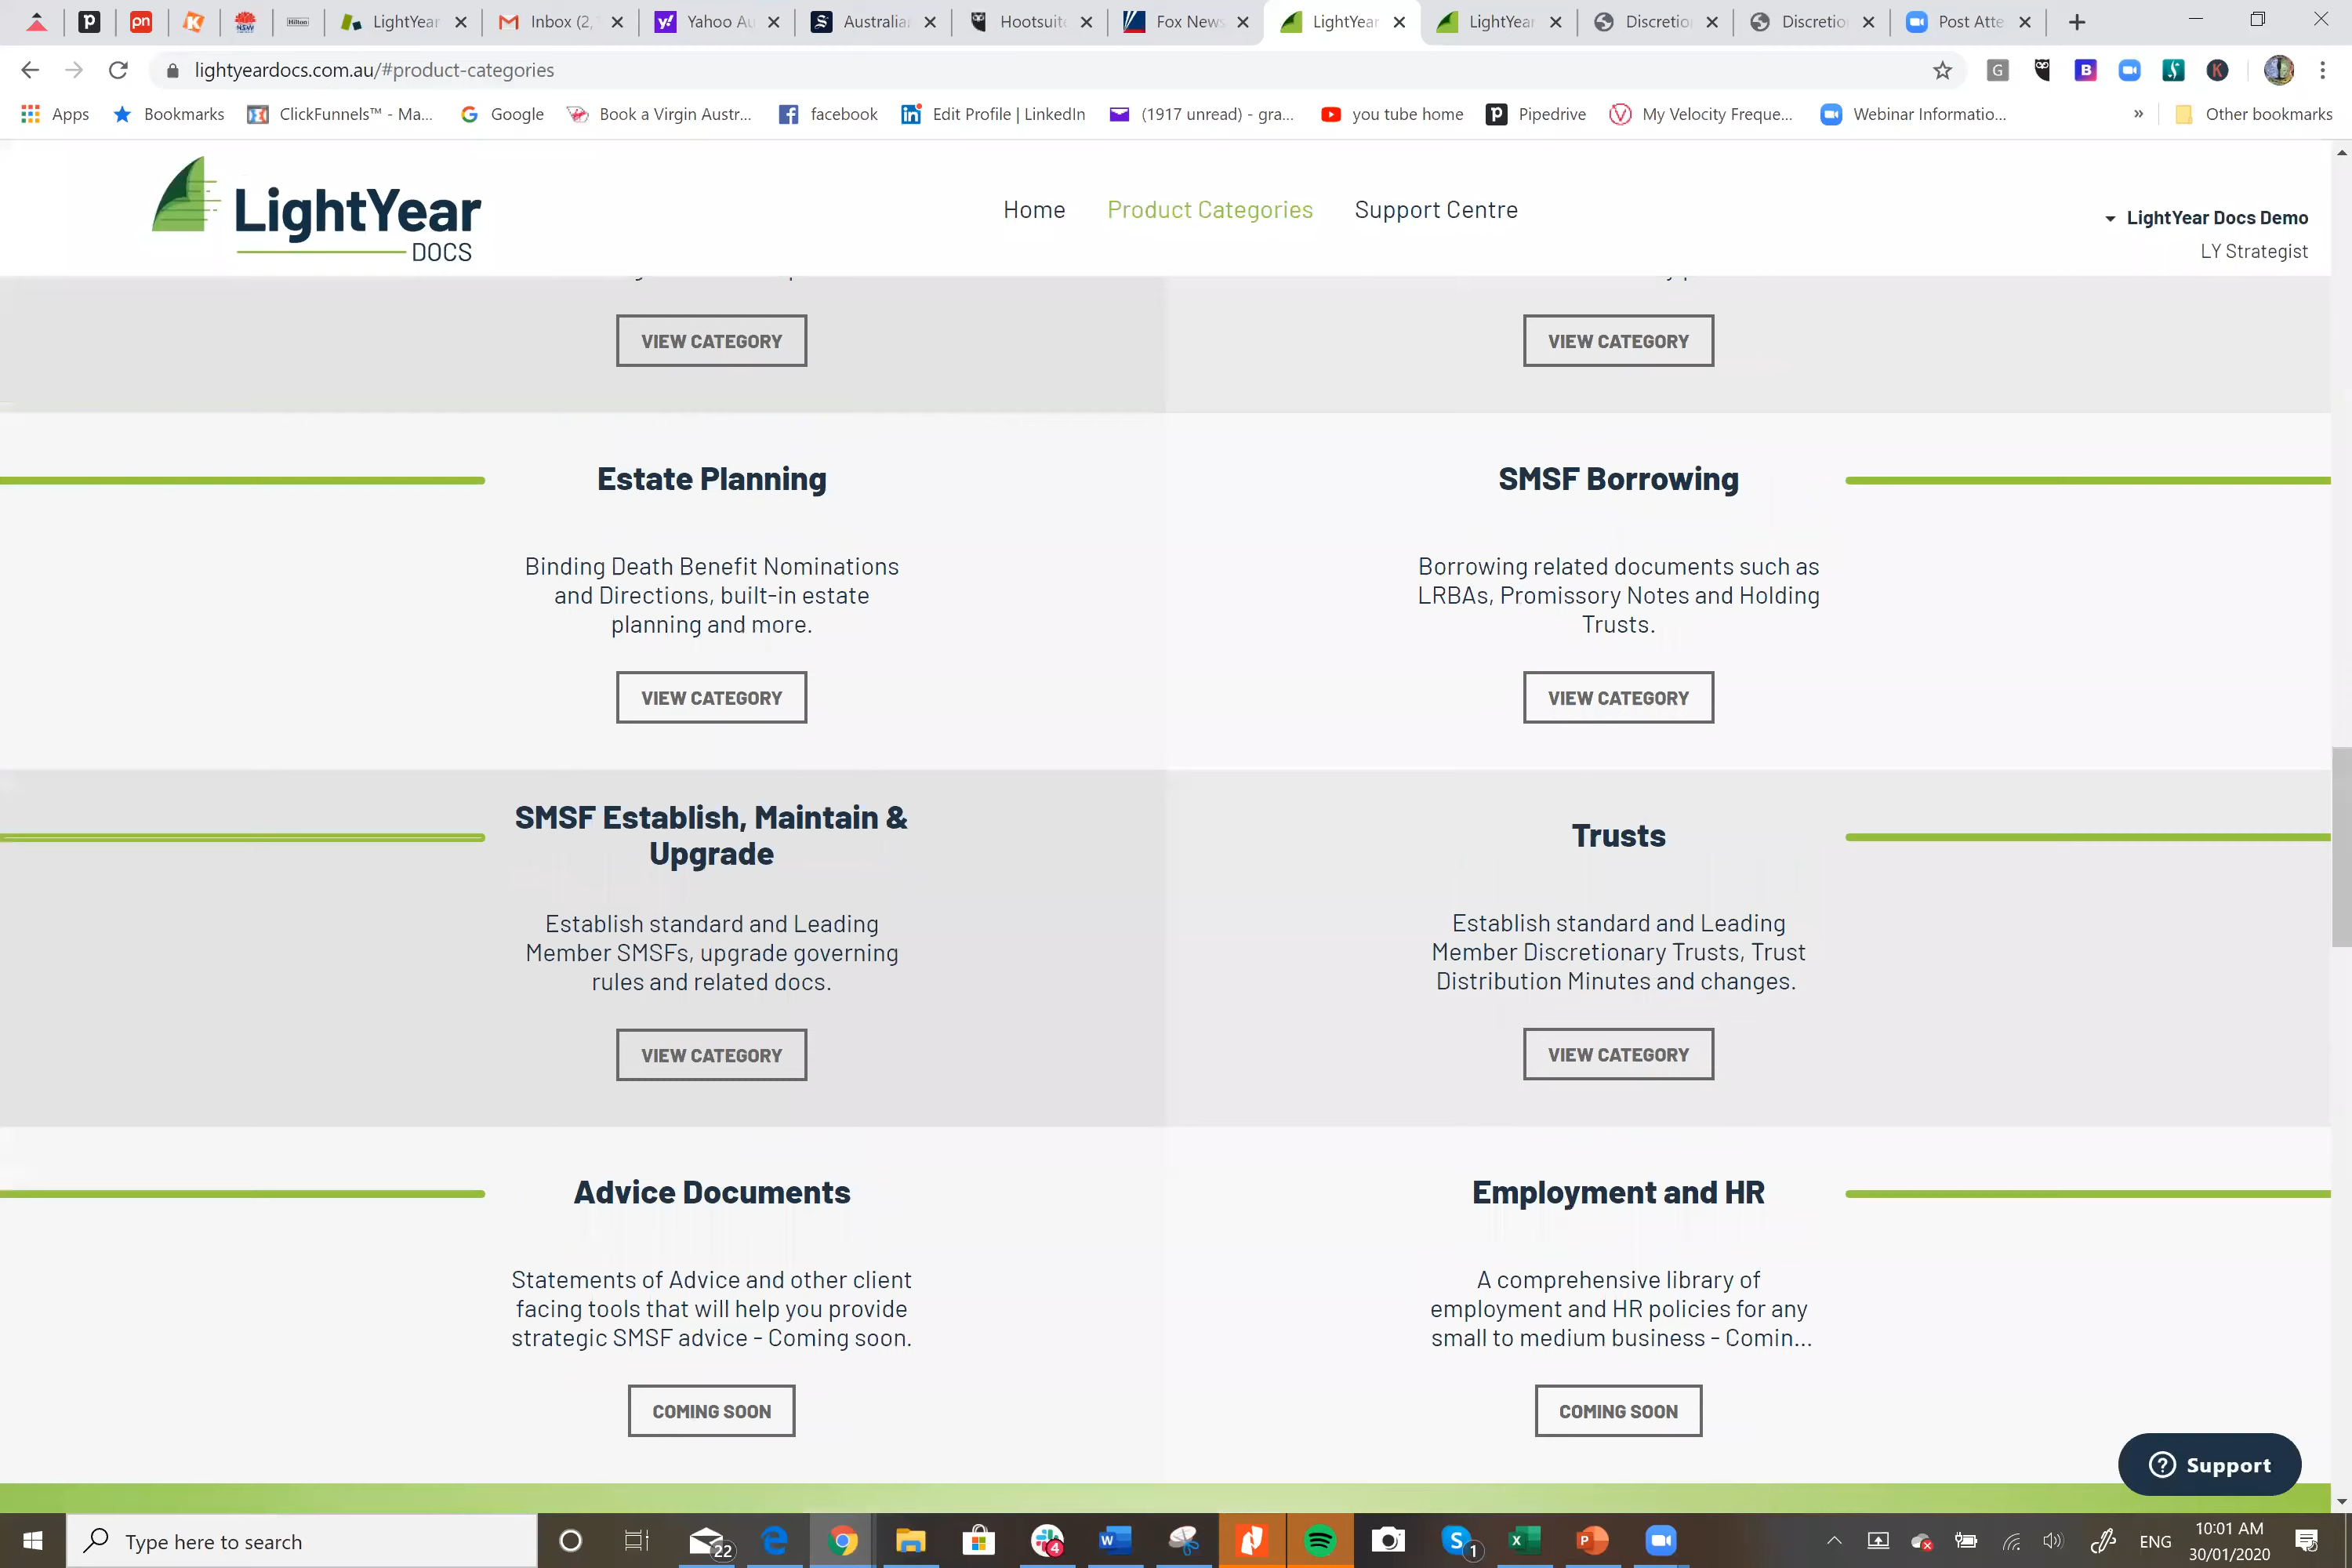 LightYear
Inbox (2,
Yahoo Au
Australia
Hootsuite
Fox News
LightYear
LightYear
Discretio
Discretio
Post Atte
lightyeardocs.com.au/#product-categories
Apps
Bookmarks
ClickFunnels™ - Ma...
Google
Book a Virgin Austr...
facebook
Edit Profile | LinkedIn
(1917 unread) - gra...
you tube home
Pipedrive
My Velocity Freque...
Webinar Informatio...
»
Other bookmarks
LightYear
DOCS
Home
Product Categories
Support Centre
LightYear Docs Demo
LY Strategist
VIEW CATEGORY
VIEW CATEGORY
Estate Planning
Binding Death Benefit Nominations
and Directions, built-in estate
planning and more.
VIEW CATEGORY
SMSF Borrowing
Borrowing related documents such as
LRBAs, Promissory Notes and Holding
Trusts.
VIEW CATEGORY
SMSF Establish, Maintain &
Upgrade
Establish standard and Leading
Member SMSFs, upgrade governing
rules and related docs.
VIEW CATEGORY
Trusts
Establish standard and Leading
Member Discretionary Trusts, Trust
Distribution Minutes and changes.
VIEW CATEGORY
Advice Documents
Statements of Advice and other client
facing tools that will help you provide
strategic SMSF advice - Coming soon.
COMING SOON
Employment and HR
A comprehensive library of
employment and HR policies for any
small to medium business - Comin...
COMING SOON
Support
Type here to search
22
4
1
ENG
10:01 AM
30/01/2020